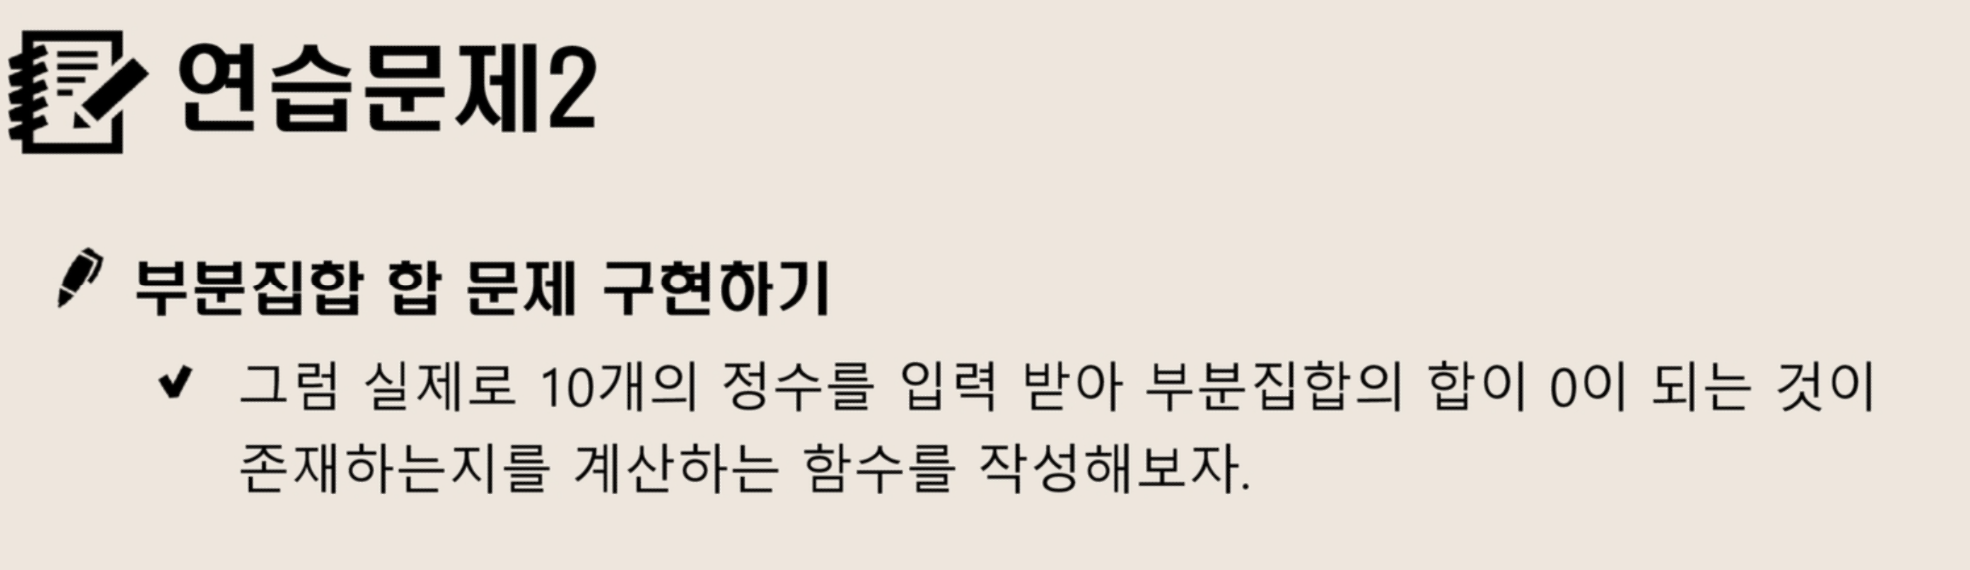 연습문제2
부분집합 합 문제 구현하기
그럼 실제로 10개의 정수를 입력 받아 부분집합의 합이 0이 되는 것이
존재하는지를 계산하는 함수를 작성해보자.